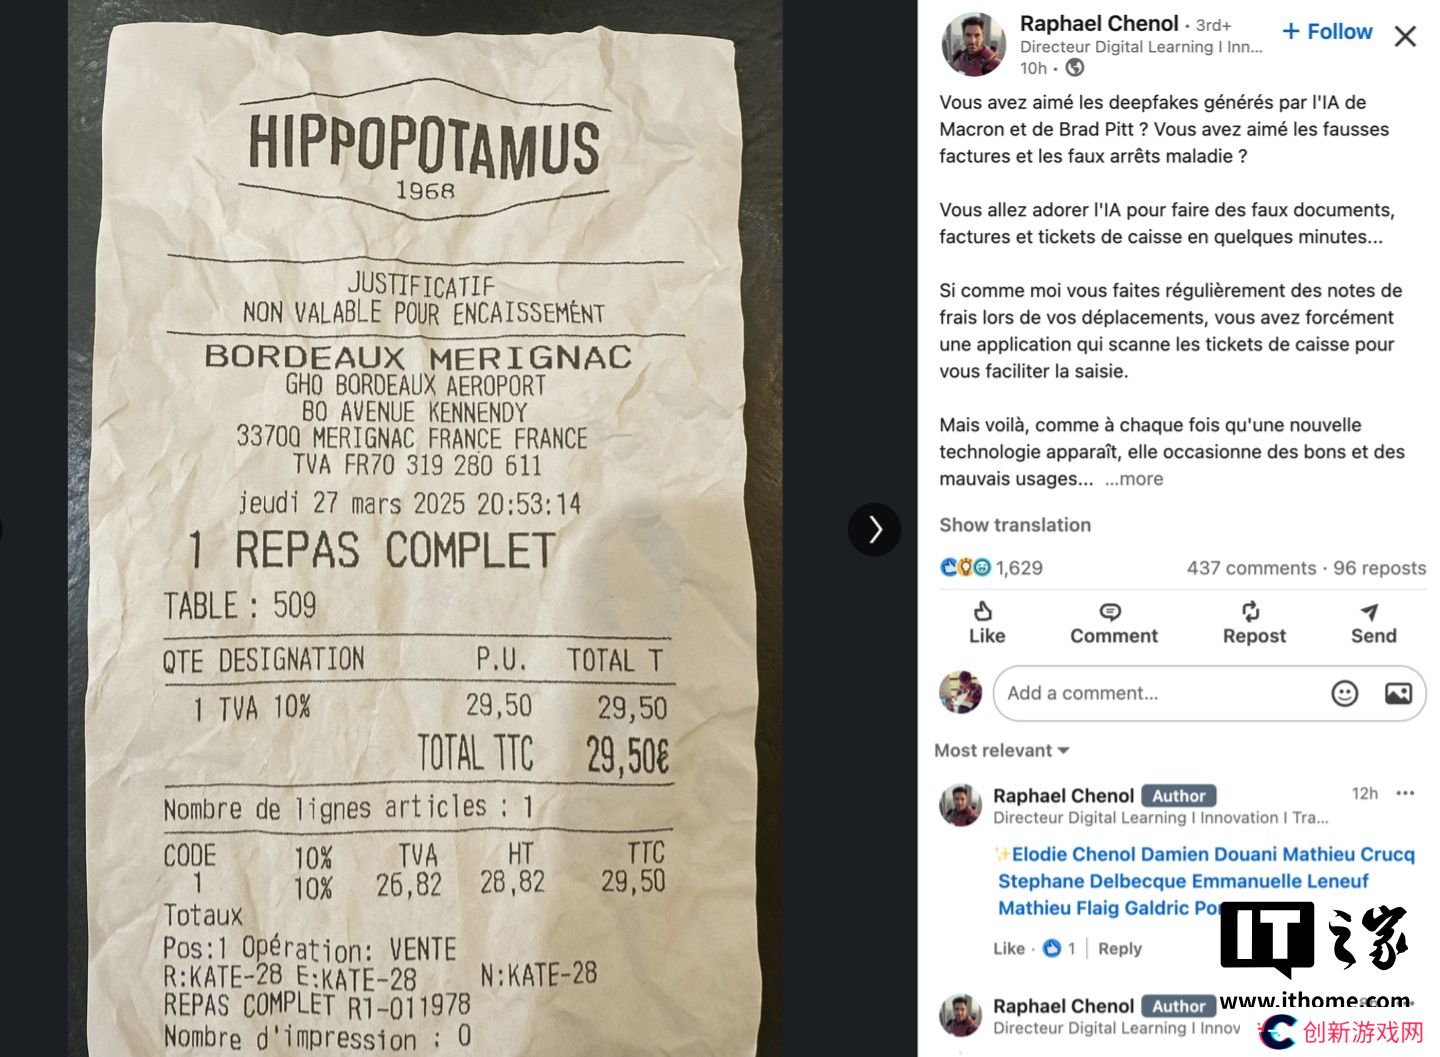 HIPPOPOTAMUS
1968
JUSTIFICATIF
NON VALABLE POUR ENCAISSEMÉNT
BORDEAUX MERIGNAC
GHO BORDEAUX AEROPORT
BO AVENUE KENNENDY
33700 MERIGNAC FRANCE FRANCE
TVA FR70 319 280 611
jeudi 27 mars 2025 20:53:14
1 REPAS COMPLET
TABLE : 509
QTE DESIGNATION P.U. TOTAL T
1 TVA 10% 29,50 29,50
TOTAL TTC 29,50€
Nombre de lignes articles : 1
CODE 10% TVA HT TTC
1 10% 26,82 28,82 29,50
Totaux
Pos:1 Opération: VENTE
R:KATE-28 E:KATE-28 N:KATE-28
REPAS COMPLET R1-011978
Nombre d'impression : 0
Raphael Chenol · 3rd+
+ Follow
Directeur Digital Learning I Inn...
10h ·
Vous avez aimé les deepfakes générés par l'IA de
Macron et de Brad Pitt ? Vous avez aimé les fausses
factures et les faux arrêts maladie ?
Vous allez adorer l'IA pour faire des faux documents,
factures et tickets de caisse en quelques minutes...
Si comme moi vous faites régulièrement des notes de
frais lors de vos déplacements, vous avez forcément
une application qui scanne les tickets de caisse pour
vous faciliter la saisie.
Mais voilà, comme à chaque fois qu'une nouvelle
technologie apparaît, elle occasionne des bons et des
mauvais usages... ...more
Show translation
1,629 437 comments · 96 reposts
Like Comment Repost Send
Add a comment...
Most relevant
Raphael Chenol Author 12h
Directeur Digital Learning I Innovation I Tra...
Elodie Chenol Damien Douani Mathieu Crucq
Stephane Delbecque Emmanuelle Leneuf
Mathieu Flaig Galdric
Like · 1 | Reply
IT之家
www.ithome.com
Raphael Chenol Author
Directeur Digital Learning I Innov
创新游戏网